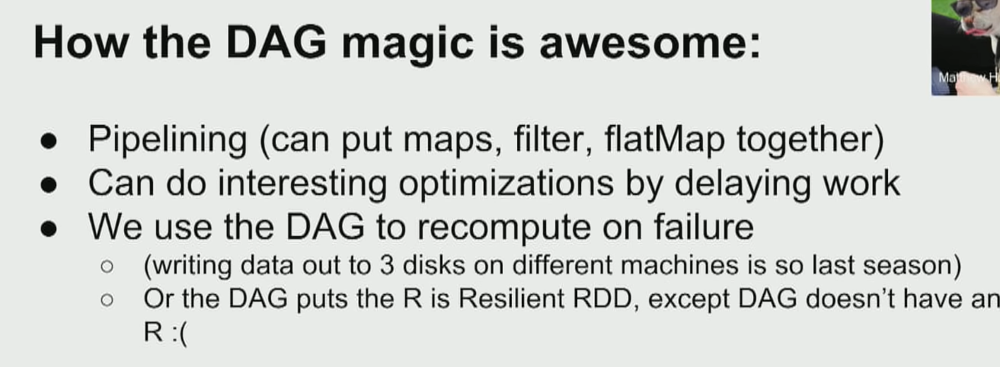 How the DAG magic is awesome:
● Pipelining (can put maps, filter, flatMap together)
● Can do interesting optimizations by delaying work
● We use the DAG to recompute on failure
○ (writing data out to 3 disks on different machines is so last season)
○ Or the DAG puts the R is Resilient RDD, except DAG doesn't have an
R :(
Matthew H